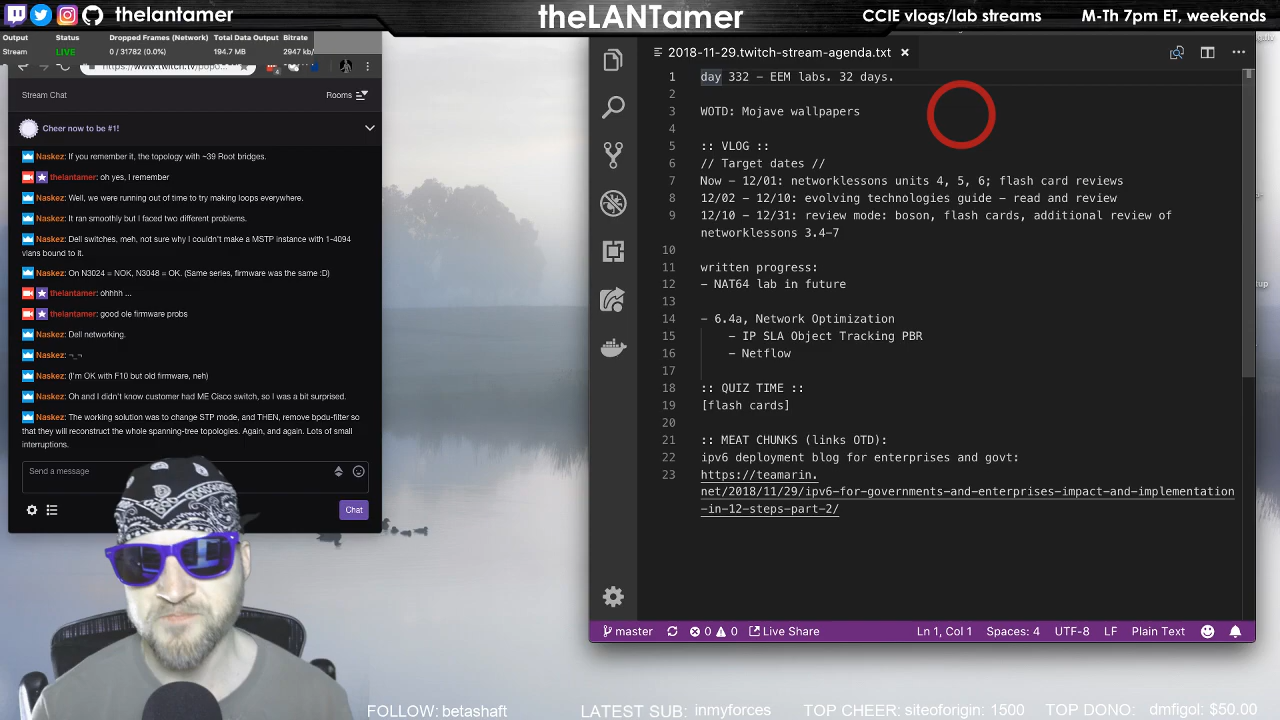 thelantamer
theLANTamer
CCIE vlogs/lab streams
M-Th 7pm ET, weekends
Output Status Dropped Frames (Network) Total Data Output Bitrate
Stream LIVE 0 / 31782 (0.0%) 194.7 MB 2947 kb/
https://www.twitch.tv/popo
Stream Chat
Rooms
Cheer now to be #1!
Naskez: If you remember it, the topology with ~39 Root bridges.
thelantamer: oh yes, I remember
Naskez: Well, we were running out of time to try making loops everywhere.
Naskez: It ran smoothly but I faced two different problems.
Naskez: Dell switches, meh, not sure why I couldn't make a MSTP instance with 1-4094
vlans bound to it.
Naskez: On N3024 = NOK, N3048 = OK. (Same series, firmware was the same :D)
thelantamer: ohhhh ...
thelantamer: good ole firmware probs
Naskez: Dell networking.
Naskez: ¬_¬
Naskez: (I'm OK with F10 but old firmware, neh)
Naskez: Oh and I didn't know customer had ME Cisco switch, so I was a bit surprised.
Naskez: The working solution was to change STP mode, and THEN, remove bpdu-filter so
that they will reconstruct the whole spanning-tree topologies. Again, and again. Lots of small
interruptions.
Send a message
Chat
2018-11-29.twitch-stream-agenda.txt
1 day 332 – EEM labs. 32 days.
2
3 WOTD: Mojave wallpapers
4
5 :: VLOG ::
6 // Target dates //
7 Now - 12/01: networklessons units 4, 5, 6; flash card reviews
8 12/02 - 12/10: evolving technologies guide - read and review
9 12/10 - 12/31: review mode: boson, flash cards, additional review of
networklessons 3.4-7
10
11 written progress:
12 - NAT64 lab in future
13
14 - 6.4a, Network Optimization
15 - IP SLA Object Tracking PBR
16 - Netflow
17
18 :: QUIZ TIME ::
19 [flash cards]
20
21 :: MEAT CHUNKS (links OTD):
22 ipv6 deployment blog for enterprises and govt:
23 https://teamarin.
net/2018/11/29/ipv6-for-governments-and-enterprises-impact-and-implementation
-in-12-steps-part-2/
master 0 0 Live Share Ln 1, Col 1 Spaces: 4 UTF-8 LF Plain Text
FOLLOW: betashaft
LATEST SUB: inmyforces
TOP CHEER: siteoforigin: 1500
TOP DONO: dmfigol: $50.00